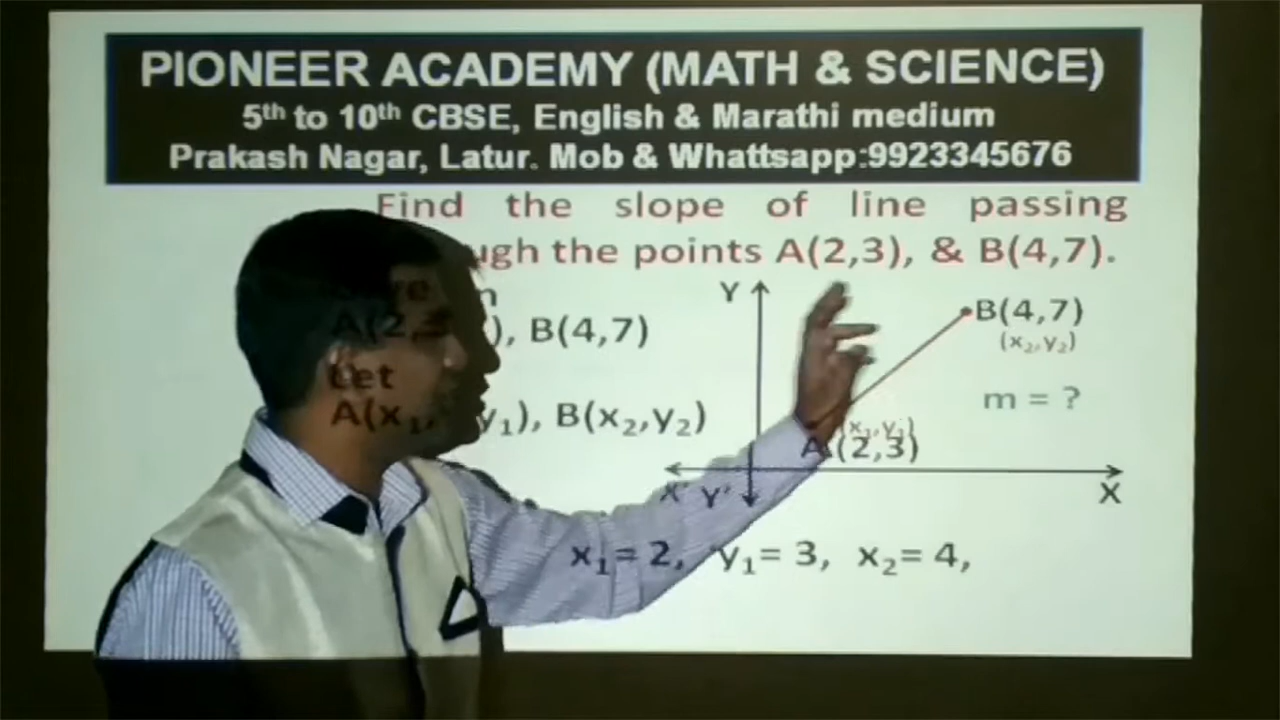 PIONEER ACADEMY (MATH & SCIENCE)
5th to 10th CBSE, English & Marathi medium
Prakash Nagar, Latur. Mob & Whattsapp:9923345676
Find the slope of line passing
the points A(2,3), & B(4,7).
Y
B(4,7)
(x₂,y₂)
), B(4,7)
Let
m = ?
A(x₁, y₁), B(x₂,y₂)
(x₁,y₁)
A(2,3)
X' Y'
X
x₁= 2, y₁= 3, x₂= 4,